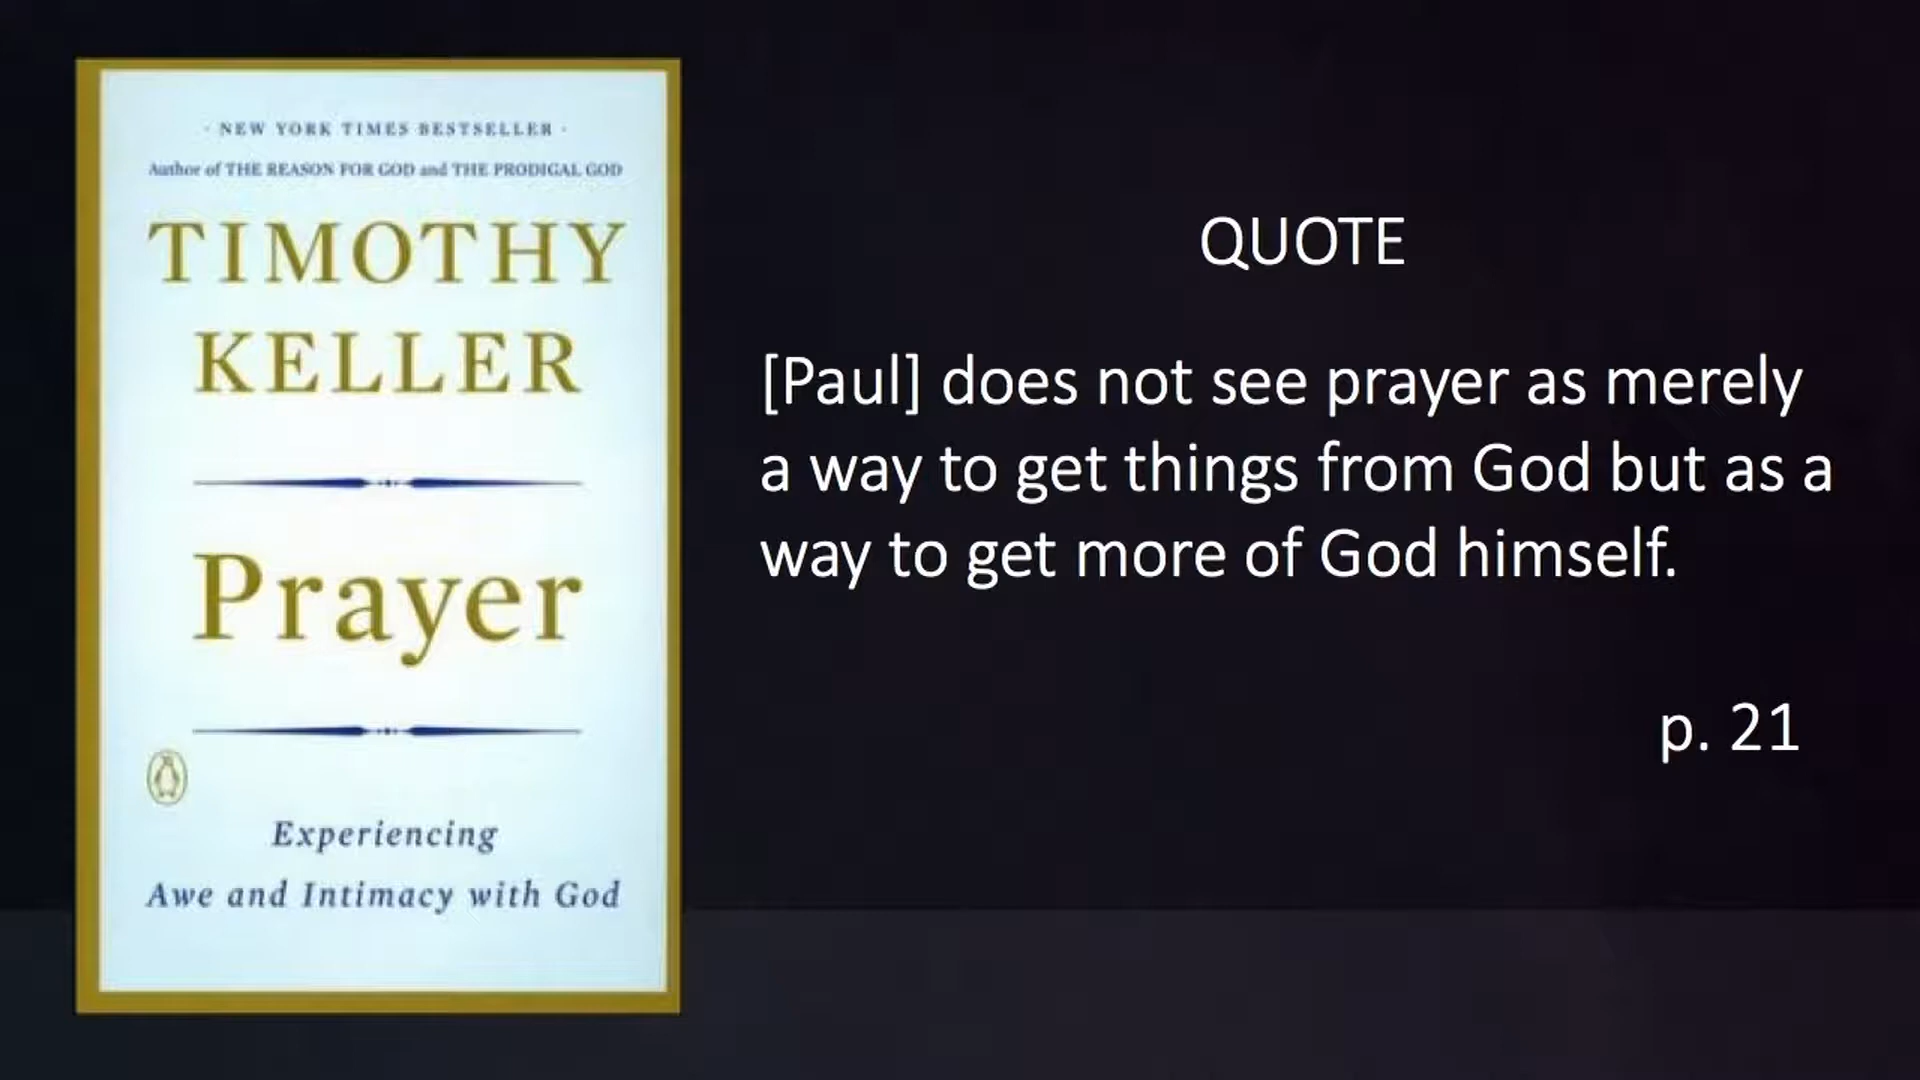 · NEW YORK TIMES BESTSELLER ·
Author of THE REASON FOR GOD and THE PRODIGAL GOD
TIMOTHY
KELLER
Prayer
Experiencing
Awe and Intimacy with God
QUOTE
[Paul] does not see prayer as merely
a way to get things from God but as a
way to get more of God himself.
p. 21